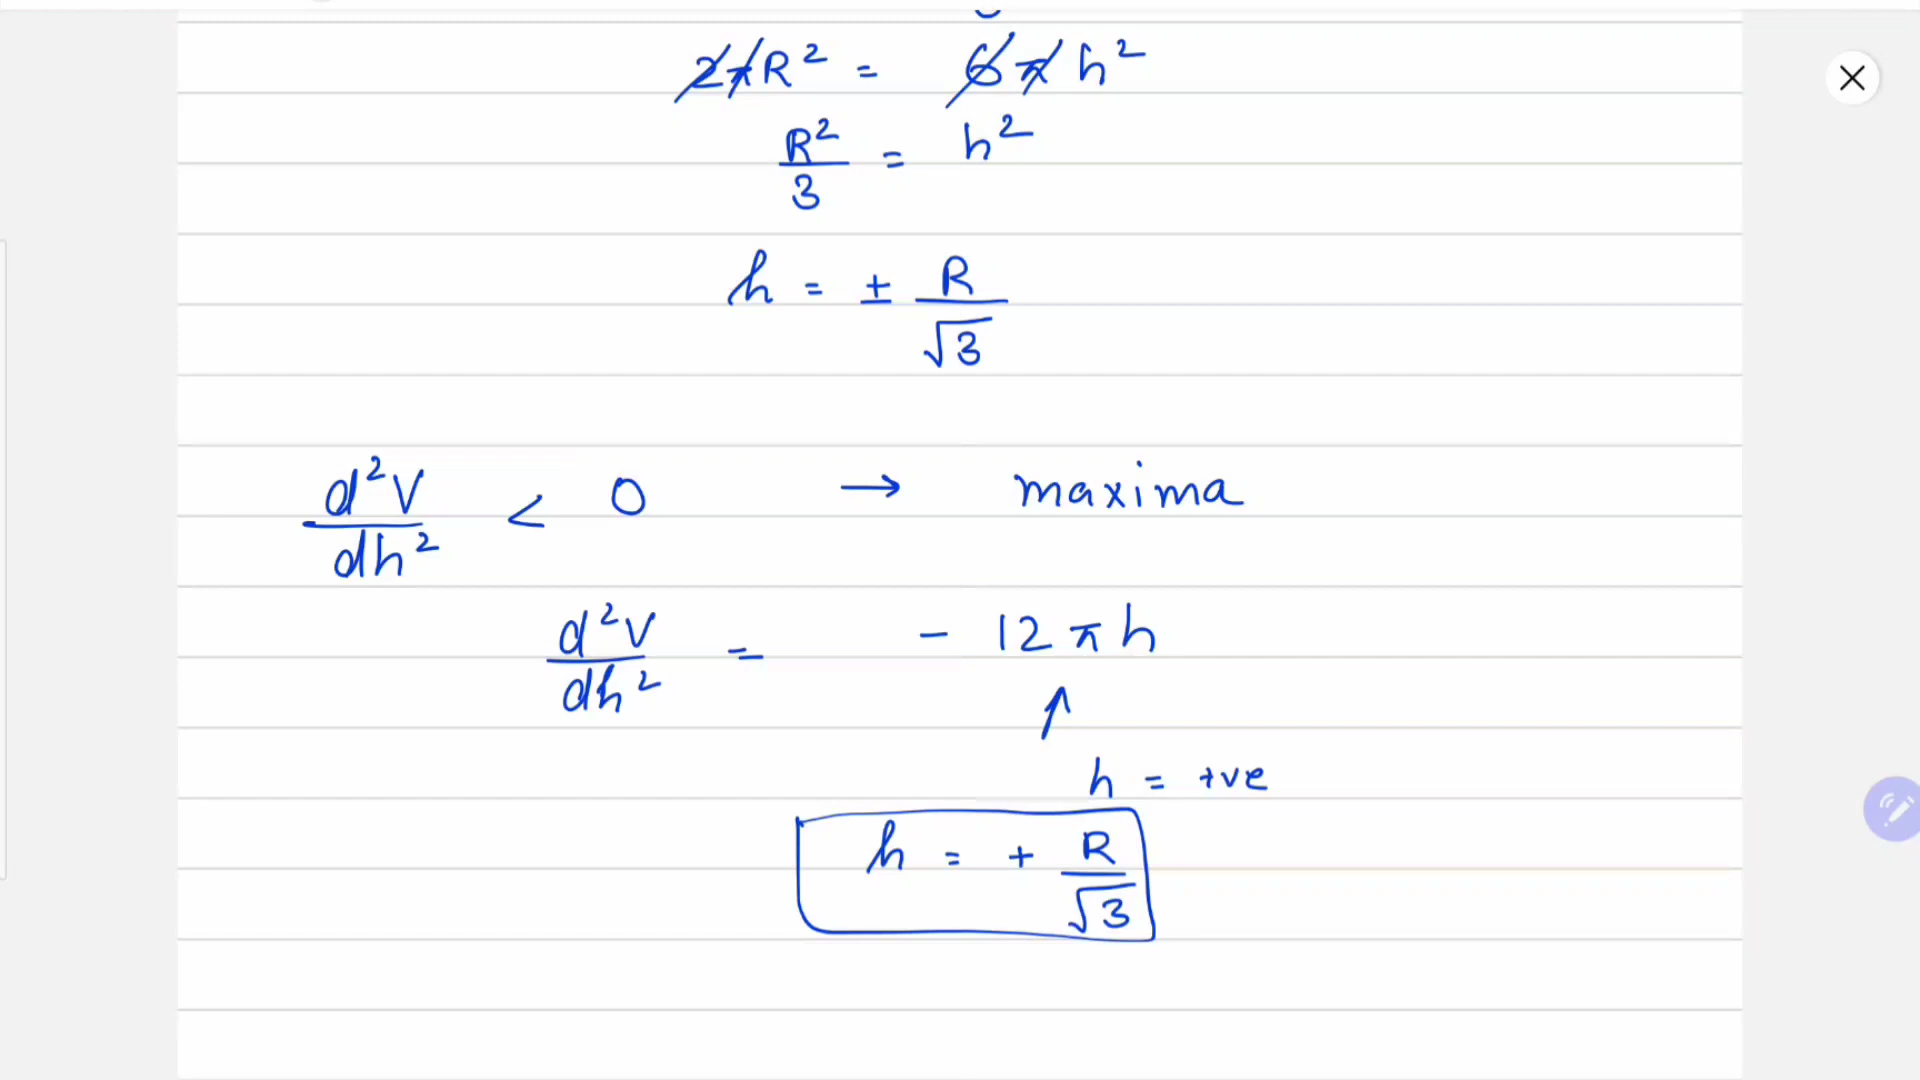 2πR² = 6πh²
R²/3 = h²
h = ± R/√3
d²V/dh² < 0 → maxima
d²V/dh² = - 12πh
↑
h = +ve
h = + R/√3